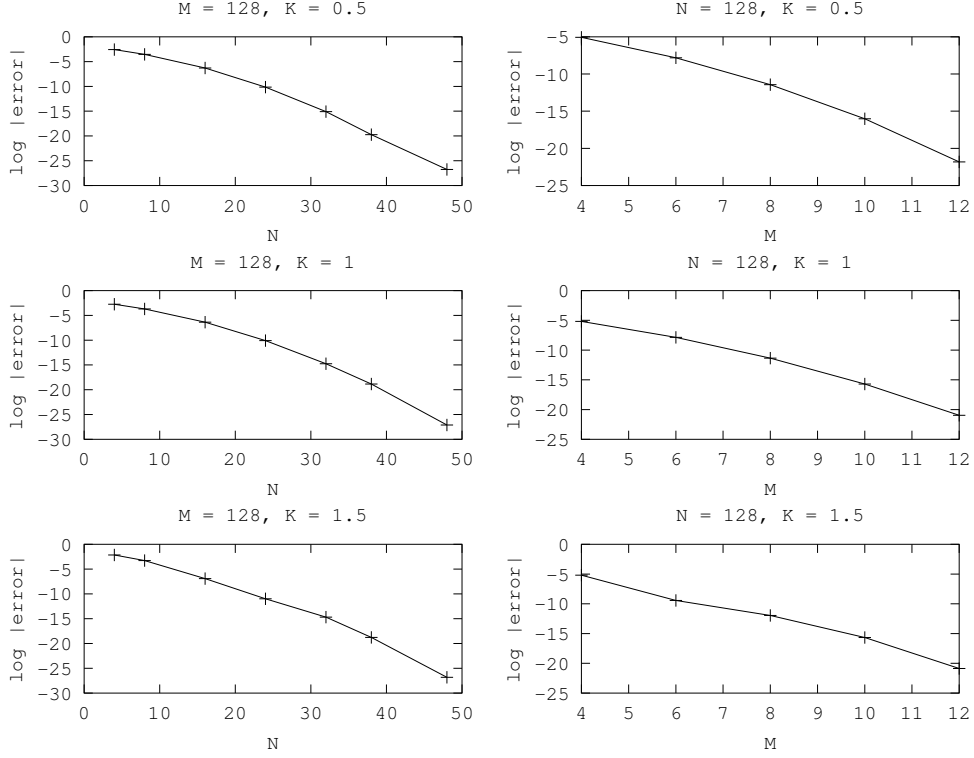 M = 128, K = 0.5
0
−5
−10
−15
−20
−25
−30
log |error|
0 10 20 30 40 50
N
N = 128, K = 0.5
−5
−10
−15
−20
−25
log |error|
4 5 6 7 8 9 10 11 12
M
M = 128, K = 1
0
−5
−10
−15
−20
−25
−30
log |error|
0 10 20 30 40 50
N
N = 128, K = 1
0
−5
−10
−15
−20
−25
log |error|
4 5 6 7 8 9 10 11 12
M
M = 128, K = 1.5
0
−5
−10
−15
−20
−25
−30
log |error|
0 10 20 30 40 50
N
N = 128, K = 1.5
0
−5
−10
−15
−20
−25
log |error|
4 5 6 7 8 9 10 11 12
M